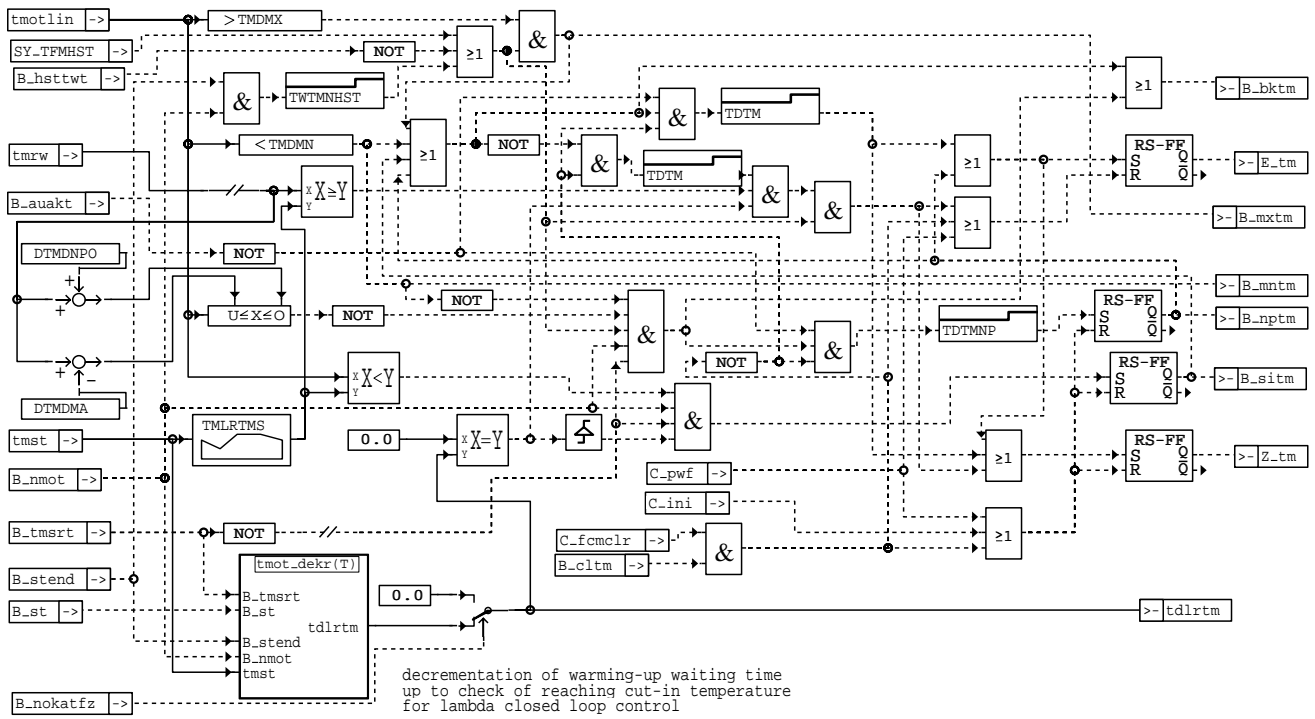 tmotlin ->
>TMDMX
SY_TFMHST ->
B_hsttwt ->
NOT
≥1
&
&
TWTMNHST
≥1
>- B_bktm
<TMDMN
≥1
NOT
&
TDTM
&
TDTM
tmrw ->
X
Y
X≥Y
&
&
≥1
≥1
RS-FF
S
R
Q
Q
>- E_tm
B_auakt ->
NOT
>- B_mxtm
DTMDNPO
+
+
U≤X≤O
NOT
NOT
&
NOT
&
TDTMNP
>- B_mntm
RS-FF
S
R
Q
Q
>- B_nptm
+
-
DTMDMA
X
Y
X<Y
RS-FF
S
R
Q
Q
>- B_sitm
tmst ->
TMLRTMS
0.0
X
Y
X=Y
&
≥1
RS-FF
S
R
Q
Q
>- Z_tm
B_nmot ->
C_pwf ->
C_ini ->
≥1
B_tmsrt ->
NOT
C_fcmclr ->
B_cltm ->
&
B_stend ->
B_st ->
tmot_dekr(T)
B_tmsrt
B_st
tdlrtm
B_stend
B_nmot
tmst
0.0
>- tdlrtm
B_nokatfz ->
decrementation of warming-up waiting time
up to check of reaching cut-in temperature
for lambda closed loop control